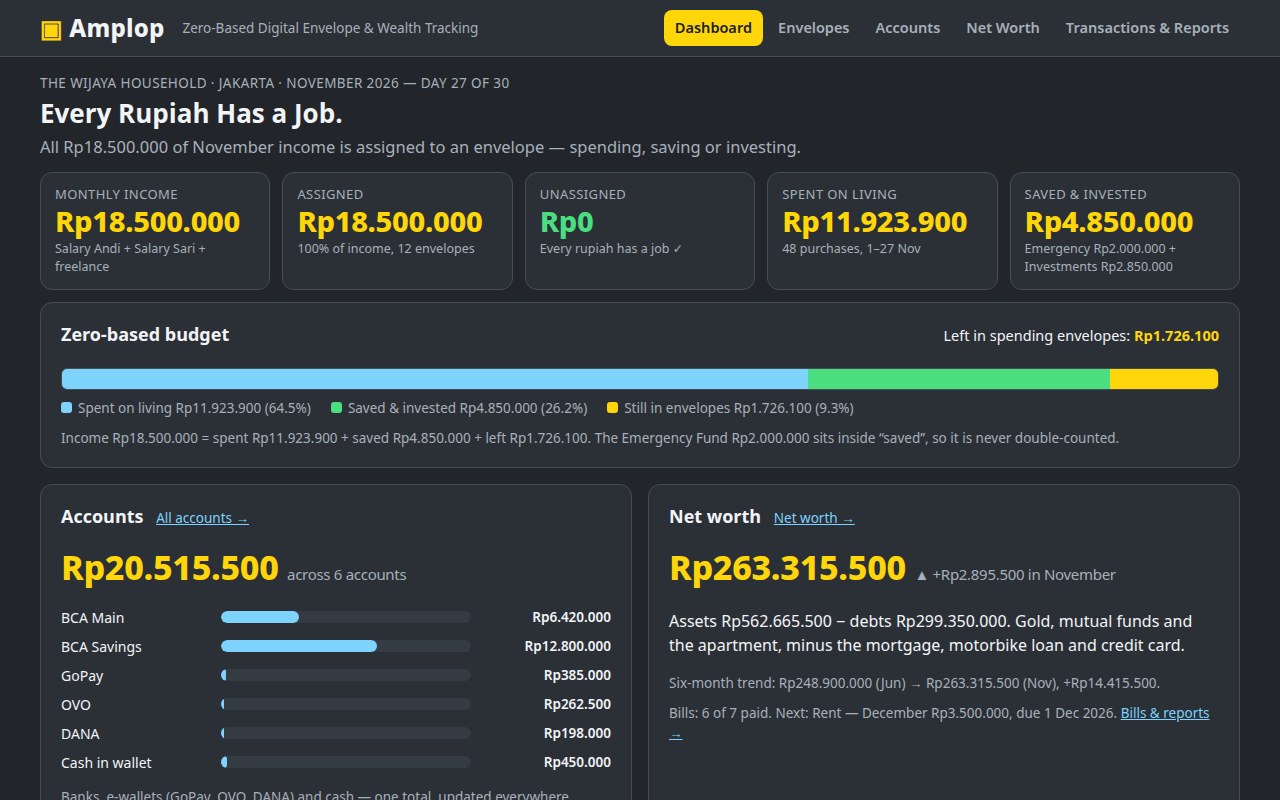 Amplop
Zero-Based Digital Envelope & Wealth Tracking
Dashboard
Envelopes
Accounts
Net Worth
Transactions & Reports
THE WIJAYA HOUSEHOLD · JAKARTA · NOVEMBER 2026 — DAY 27 OF 30
Every Rupiah Has a Job.
All Rp18.500.000 of November income is assigned to an envelope — spending, saving or investing.
MONTHLY INCOME
Rp18.500.000
Salary Andi + Salary Sari +
freelance
ASSIGNED
Rp18.500.000
100% of income, 12 envelopes
UNASSIGNED
Rp0
Every rupiah has a job ✓
SPENT ON LIVING
Rp11.923.900
48 purchases, 1–27 Nov
SAVED & INVESTED
Rp4.850.000
Emergency Rp2.000.000 +
Investments Rp2.850.000
Zero-based budget
Left in spending envelopes: Rp1.726.100
Spent on living Rp11.923.900 (64.5%)
Saved & invested Rp4.850.000 (26.2%)
Still in envelopes Rp1.726.100 (9.3%)
Income Rp18.500.000 = spent Rp11.923.900 + saved Rp4.850.000 + left Rp1.726.100. The Emergency Fund Rp2.000.000 sits inside “saved”, so it is never double-counted.
Accounts
All accounts →
Rp20.515.500 across 6 accounts
BCA Main Rp6.420.000
BCA Savings Rp12.800.000
GoPay Rp385.000
OVO Rp262.500
DANA Rp198.000
Cash in wallet Rp450.000
Banks, e-wallets (GoPay, OVO, DANA) and cash — one total, updated everywhere.
Net worth
Net worth →
Rp263.315.500 ▲ +Rp2.895.500 in November
Assets Rp562.665.500 − debts Rp299.350.000. Gold, mutual funds and
the apartment, minus the mortgage, motorbike loan and credit card.
Six-month trend: Rp248.900.000 (Jun) → Rp263.315.500 (Nov), +Rp14.415.500.
Bills: 6 of 7 paid. Next: Rent — December Rp3.500.000, due 1 Dec 2026. Bills & reports
→